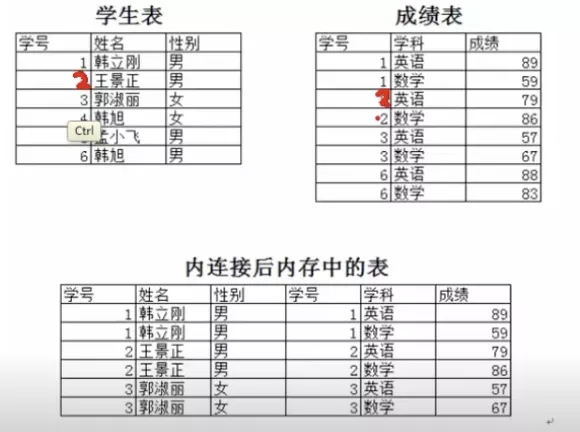 学生表
学号 姓名 性别
1 韩立刚 男
2 王景正 男
3 郭淑丽 女
4 韩旭 女
孟小飞 男
6 韩旭 男
Ctrl
成绩表
学号 学科 成绩
1 英语 89
1 数学 59
2 英语 79
2 数学 86
3 英语 57
3 数学 67
6 英语 88
6 数学 83
内连接后内存中的表
学号 姓名 性别 学号 学科 成绩
1 韩立刚 男 1 英语 89
1 韩立刚 男 1 数学 59
2 王景正 男 2 英语 79
2 王景正 男 2 数学 86
3 郭淑丽 女 3 英语 57
3 郭淑丽 女 3 数学 67